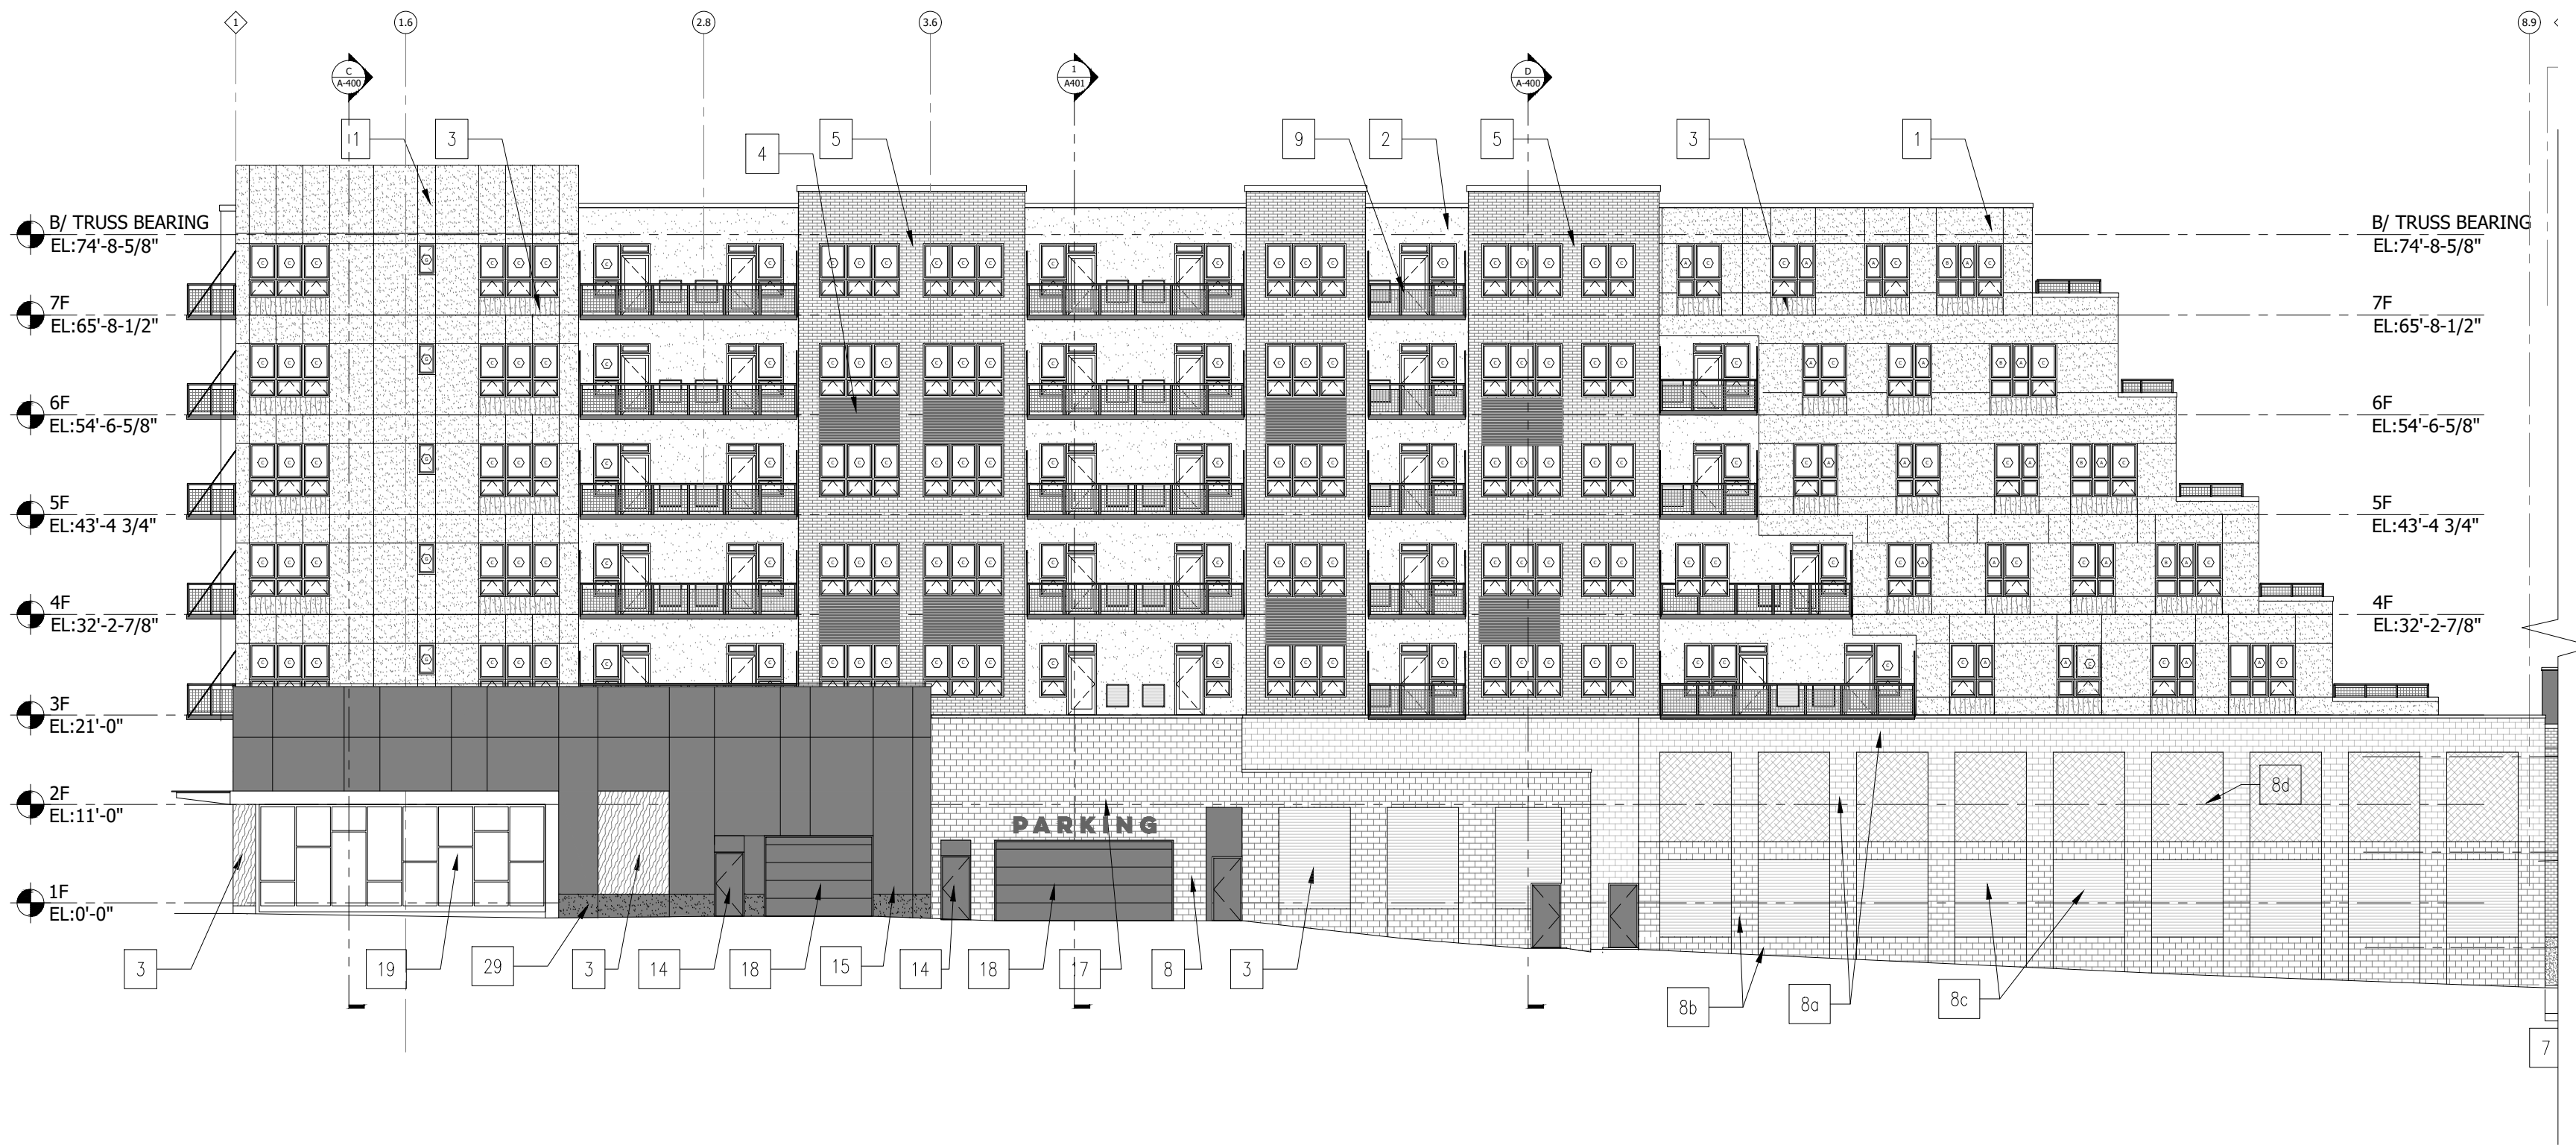 1
1.6
2.8
3.6
8.9
C
A-400
1
A401
D
A-400
1
3
4
5
9
2
5
3
1
B/ TRUSS BEARING
EL:74'-8-5/8"
B/ TRUSS BEARING
EL:74'-8-5/8"
7F
EL:65'-8-1/2"
7F
EL:65'-8-1/2"
6F
EL:54'-6-5/8"
6F
EL:54'-6-5/8"
5F
EL:43'-4 3/4"
5F
EL:43'-4 3/4"
4F
EL:32'-2-7/8"
4F
EL:32'-2-7/8"
3F
EL:21'-0"
2F
EL:11'-0"
8d
PARKING
1F
EL:0'-0"
3
19
29
3
14
18
15
14
18
17
8
3
8b
8a
8c
7